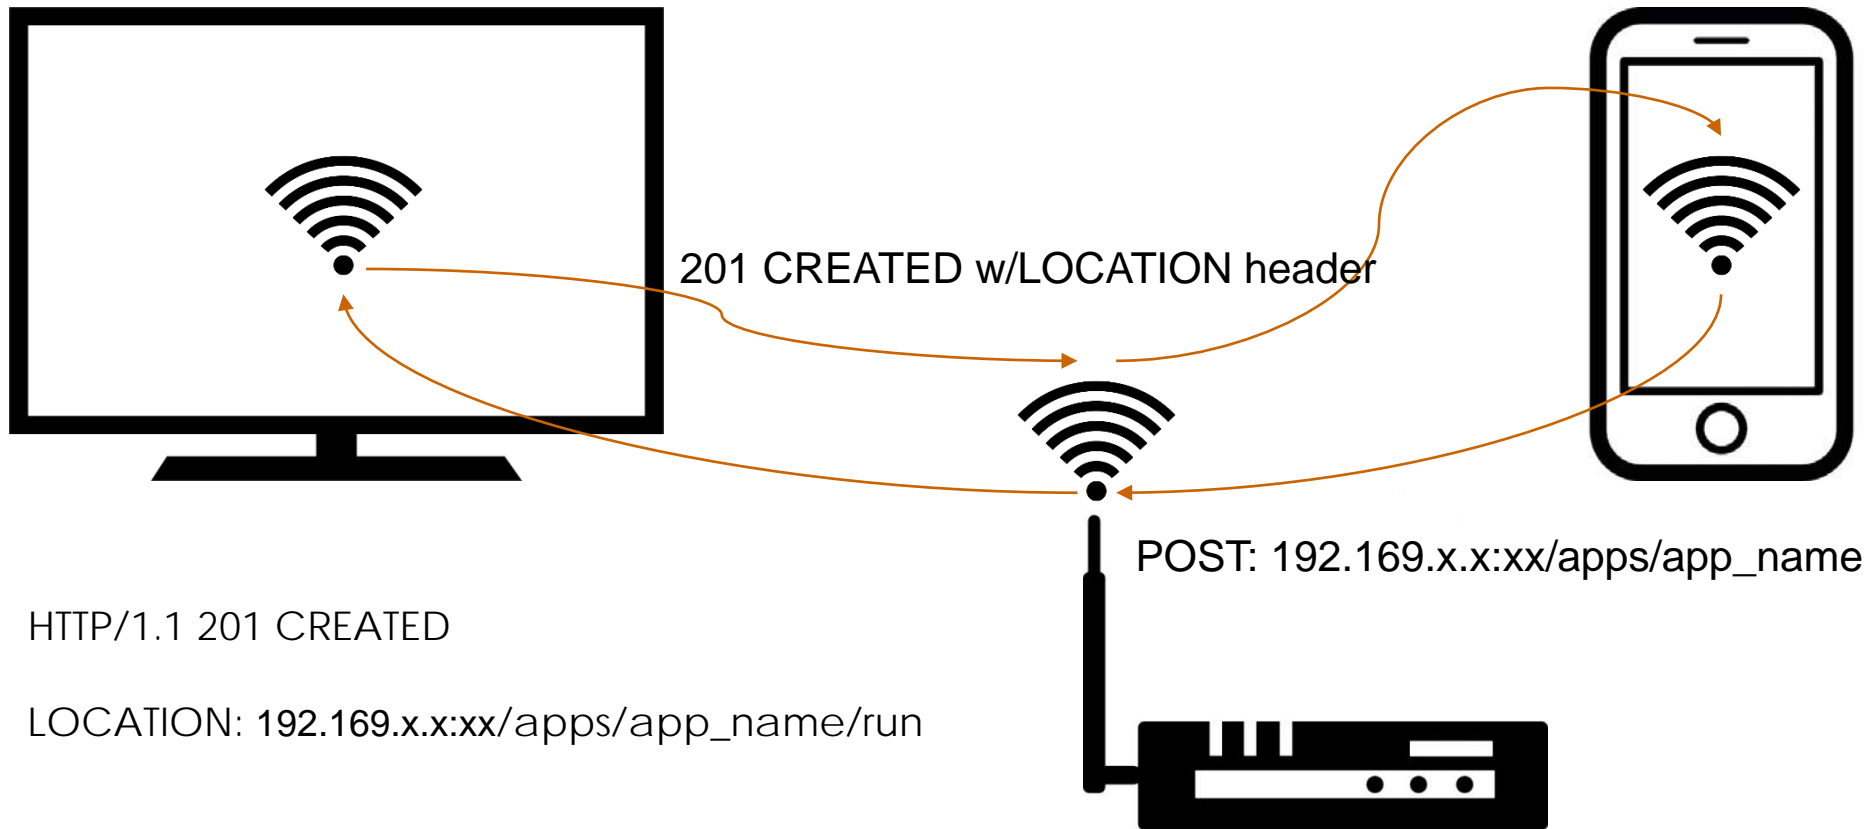 201 CREATED w/LOCATION header
POST: 192.169.x.x:xx/apps/app_name
HTTP/1.1 201 CREATED
LOCATION: 192.169.x.x:xx/apps/app_name/run